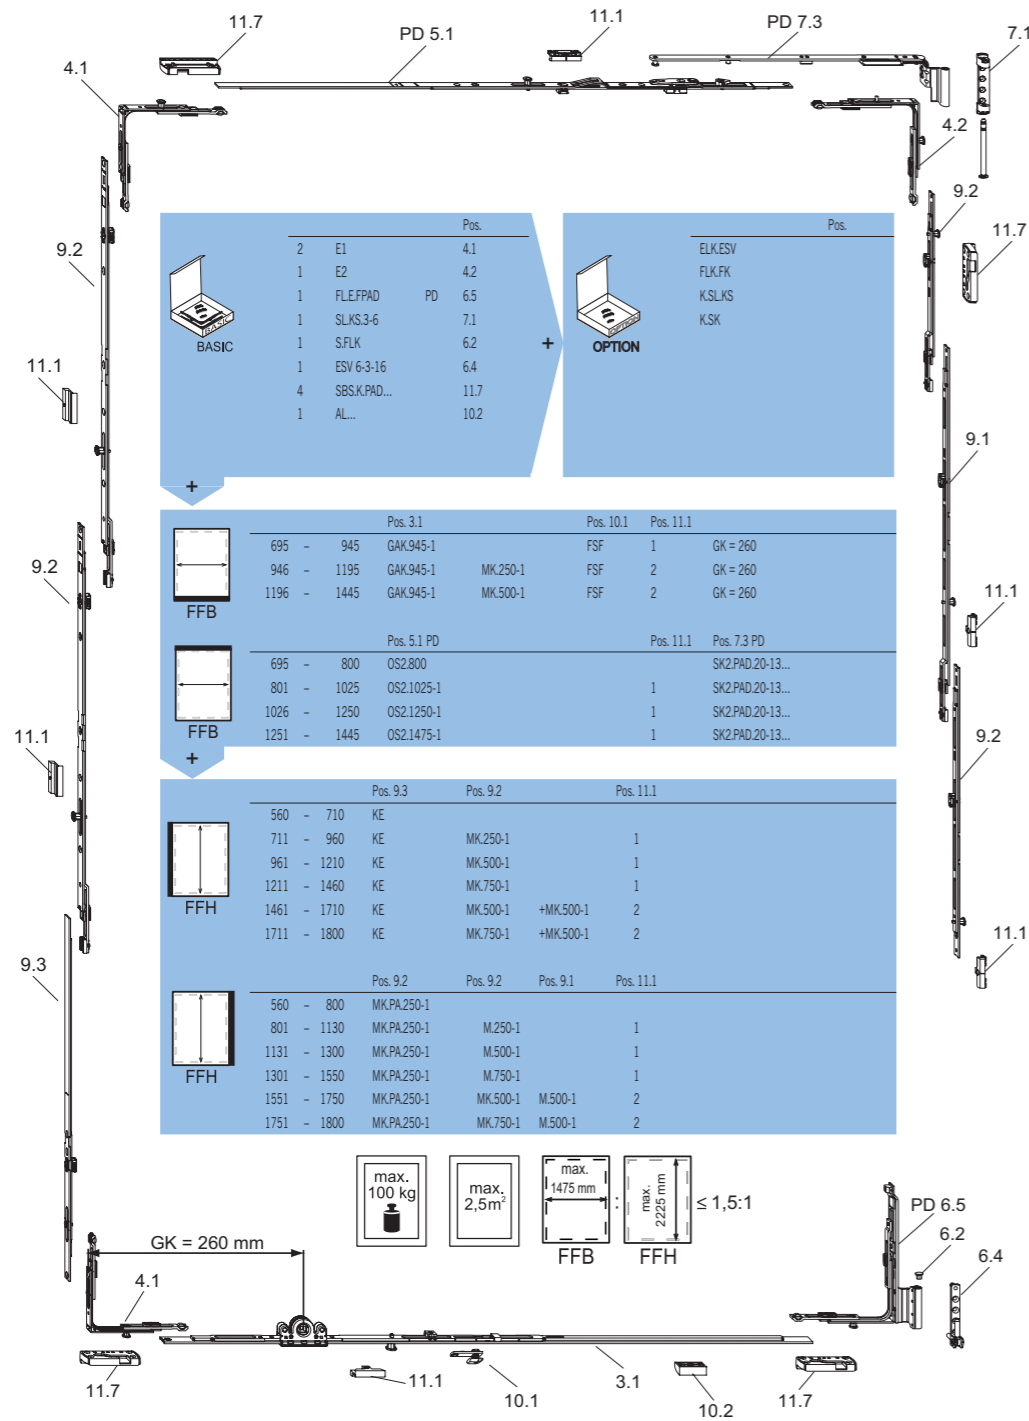 11.7
PD 5.1
11.1
PD 7.3
7.1
4.1
4.2
9.2
9.2
11.7
Pos.
2 E1 4.1
1 E2 4.2
1 FL.E.FPAD PD 6.5
1 SL.KS.3-6 7.1
1 S.FLK 6.2
1 ESV 6-3-16 6.4
4 SBS.K.PAD... 11.7
1 AL... 10.2
BASIC
BASIC
+
Pos.
ELK.ESV
FLK.FK
K.SL.KS
K.SK
OPTION
OPTION
11.1
9.1
+
Pos. 3.1 Pos. 10.1 Pos. 11.1
695 – 945 GAK.945-1 FSF 1 GK = 260
946 – 1195 GAK.945-1 MK.250-1 FSF 2 GK = 260
1196 – 1445 GAK.945-1 MK.500-1 FSF 2 GK = 260
FFB
9.2
11.1
Pos. 5.1 PD Pos. 11.1 Pos. 7.3 PD
695 – 800 OS2.800 SK2.PAD.20-13...
801 – 1025 OS2.1025-1 1 SK2.PAD.20-13...
1026 – 1250 OS2.1250-1 1 SK2.PAD.20-13...
1251 – 1445 OS2.1475-1 1 SK2.PAD.20-13...
FFB
11.1
9.2
+
Pos. 9.3 Pos. 9.2 Pos. 11.1
560 – 710 KE
711 – 960 KE MK.250-1 1
961 – 1210 KE MK.500-1 1
1211 – 1460 KE MK.750-1 1
1461 – 1710 KE MK.500-1 +MK.500-1 2
1711 – 1800 KE MK.750-1 +MK.500-1 2
FFH
9.3
11.1
Pos. 9.2 Pos. 9.2 Pos. 9.1 Pos. 11.1
560 – 800 MK.PA.250-1
801 – 1130 MK.PA.250-1 M.250-1 1
1131 – 1300 MK.PA.250-1 M.500-1 1
1301 – 1550 MK.PA.250-1 M.750-1 1
1551 – 1750 MK.PA.250-1 MK.500-1 M.500-1 2
1751 – 1800 MK.PA.250-1 MK.750-1 M.500-1 2
FFH
max.
100 kg
max.
2,5m²
max.
1475 mm
FFB
:
max.
2225 mm
FFH
≤ 1,5:1
GK = 260 mm
PD 6.5
6.2
6.4
4.1
11.7
11.1
10.1
3.1
10.2
11.7